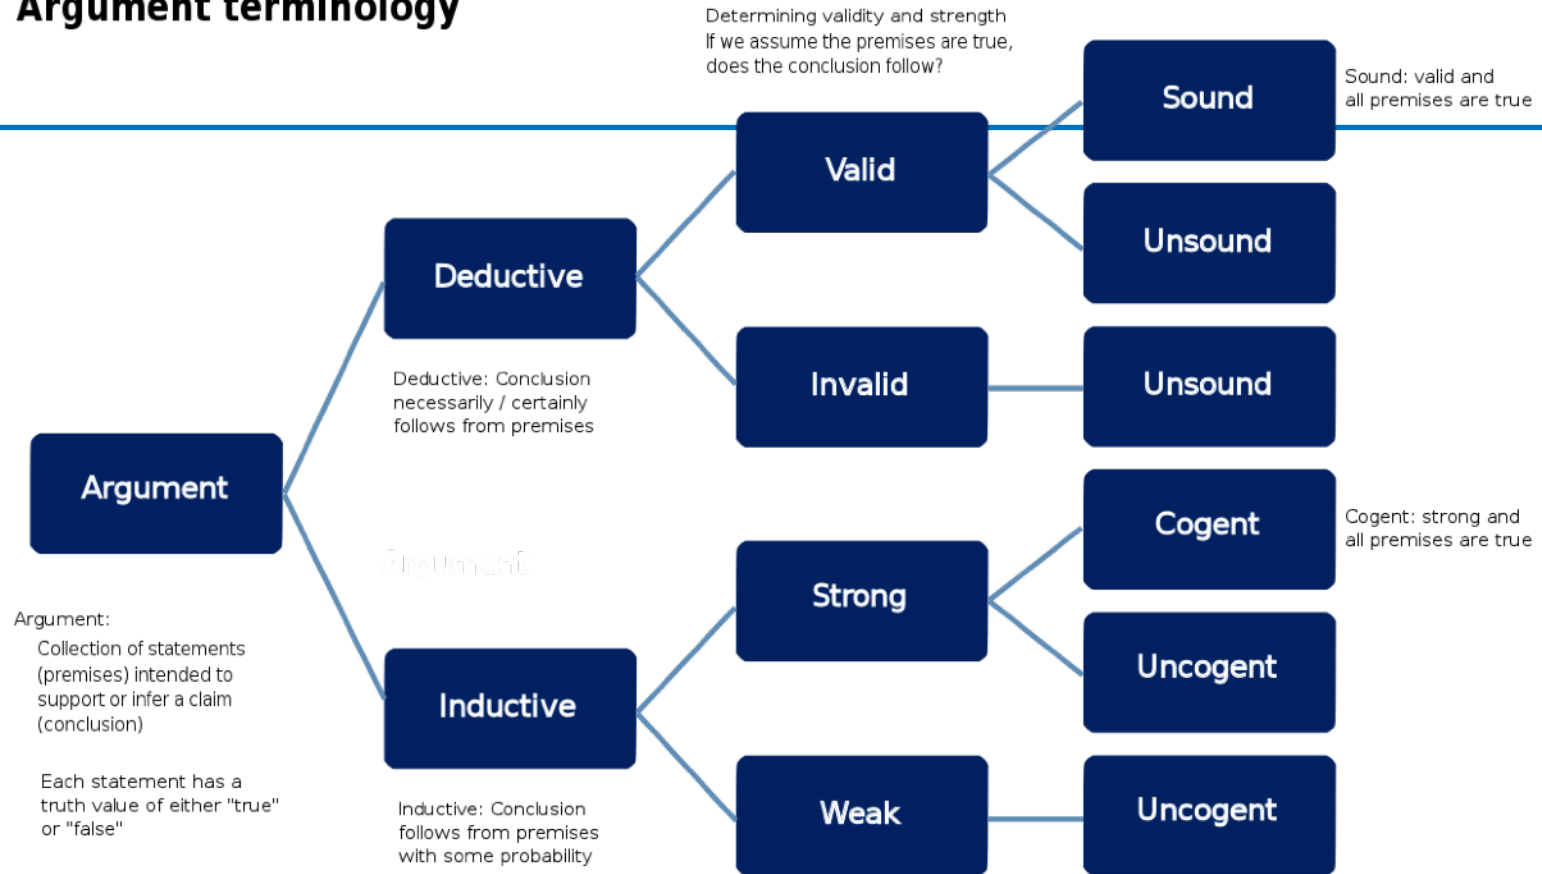 Argument terminology
Determining validity and strength
If we assume the premises are true,
does the conclusion follow?
Sound
Sound: valid and
all premises are true
Valid
Unsound
Deductive
Deductive: Conclusion
necessarily / certainly
follows from premises
Invalid
Unsound
Argument
Argument:
Collection of statements
(premises) intended to
support or infer a claim
(conclusion)
Each statement has a
truth value of either "true"
or "false"
Argument
Cogent
Cogent: strong and
all premises are true
Strong
Uncogent
Inductive
Inductive: Conclusion
follows from premises
with some probability
Weak
Uncogent